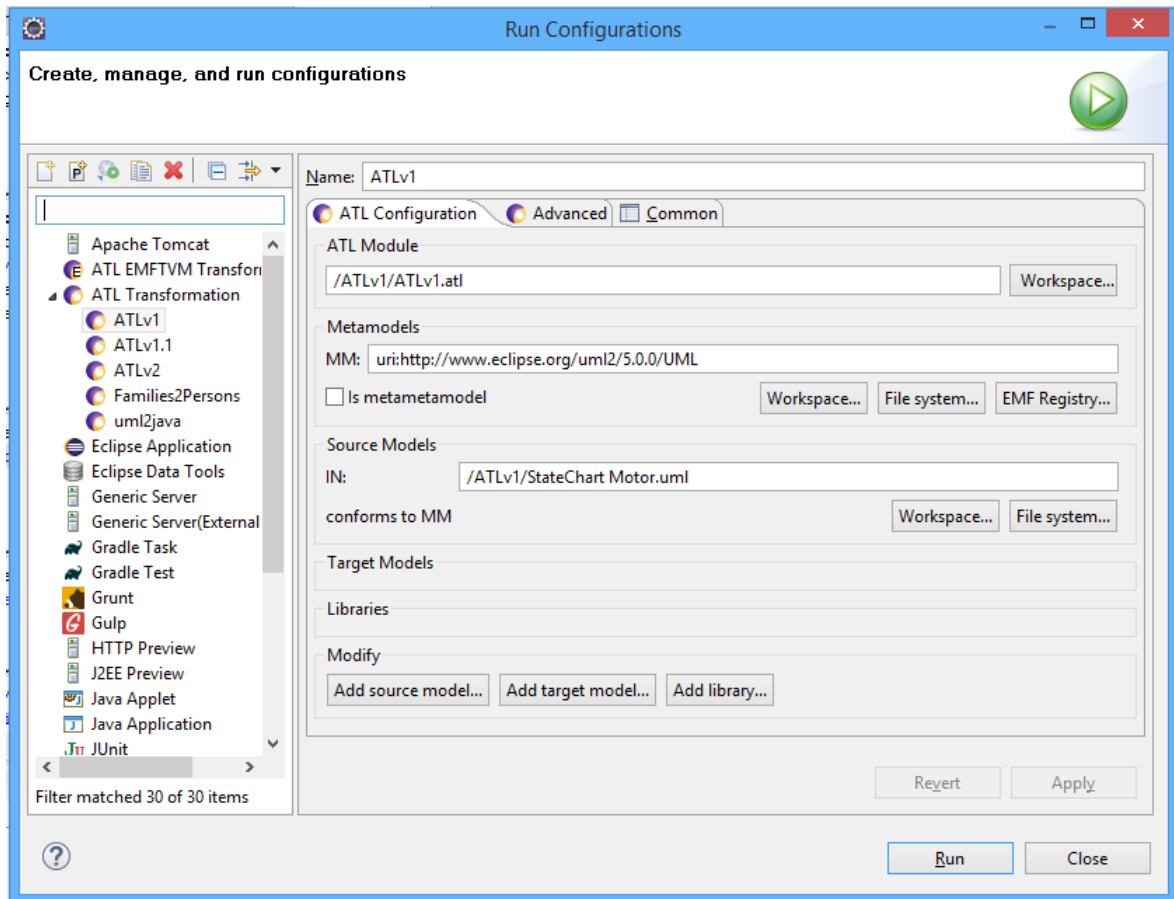 Run Configurations
Create, manage, and run configurations
Name: ATLv1
ATL Configuration Advanced Common
Apache Tomcat
ATL EMFTVM Transforı
ATL Transformation
ATLv1
ATLv1.1
ATLv2
Families2Persons
uml2java
Eclipse Application
Eclipse Data Tools
Generic Server
Generic Server(External
Gradle Task
Gradle Test
Grunt
Gulp
HTTP Preview
J2EE Preview
Java Applet
Java Application
JUnit
Filter matched 30 of 30 items
ATL Module
/ATLv1/ATLv1.atl Workspace...
Metamodels
MM: uri:http://www.eclipse.org/uml2/5.0.0/UML
Is metametamodel Workspace... File system... EMF Registry...
Source Models
IN: /ATLv1/StateChart Motor.uml
conforms to MM Workspace... File system...
Target Models
Libraries
Modify
Add source model... Add target model... Add library...
Revert Apply
Run Close